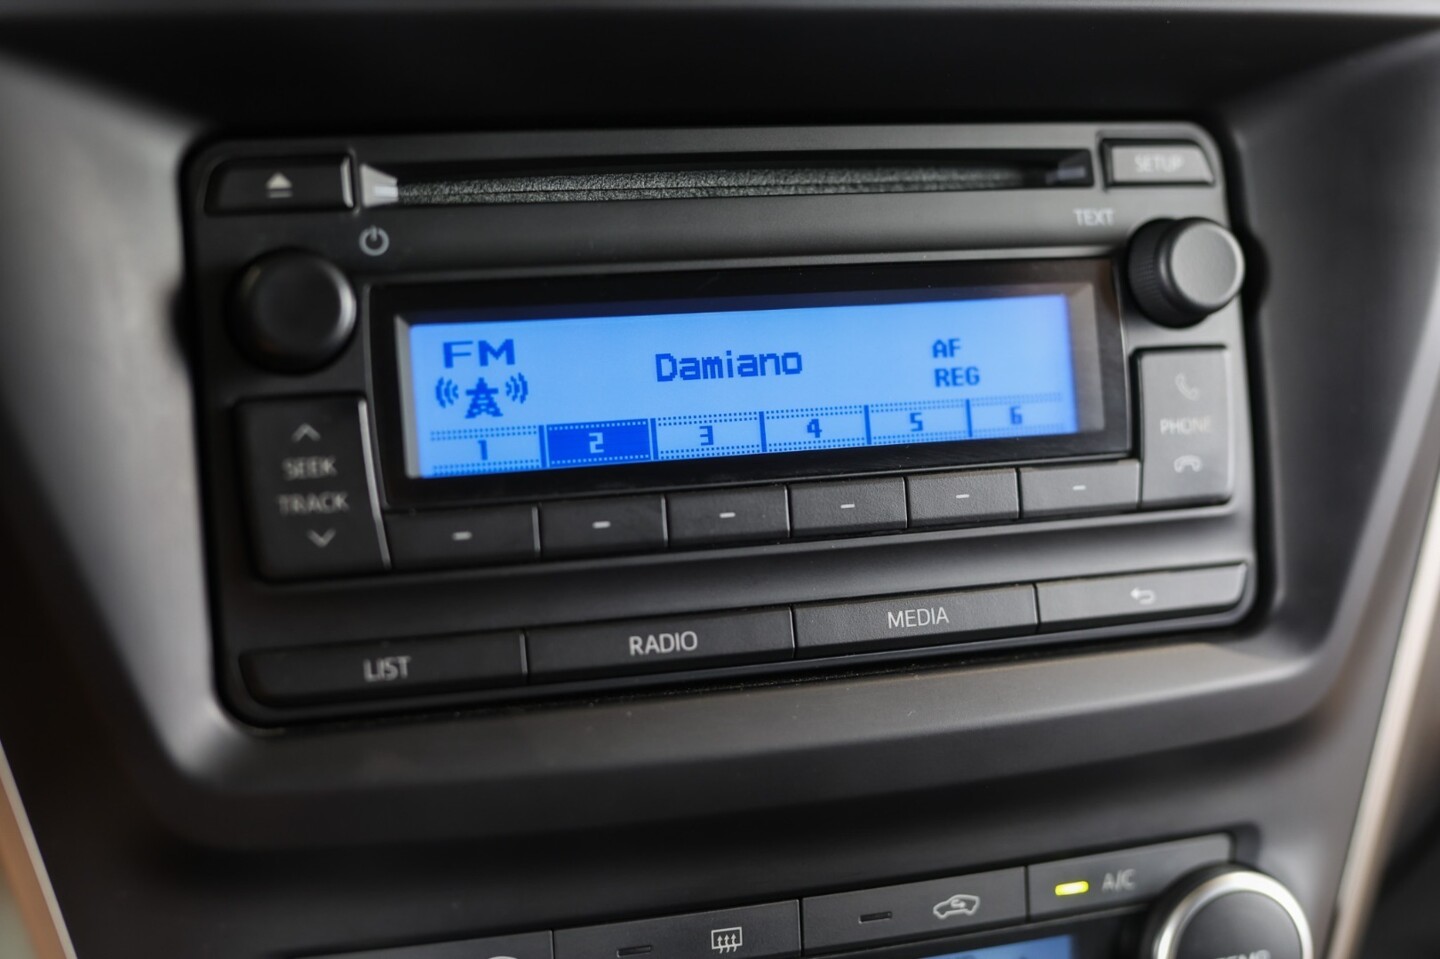 SETUP
TEXT
FM
Damiano
AF
REG
1 2 3 4 5 6
SEEK
TRACK
PHONE
LIST
RADIO
MEDIA
A/C